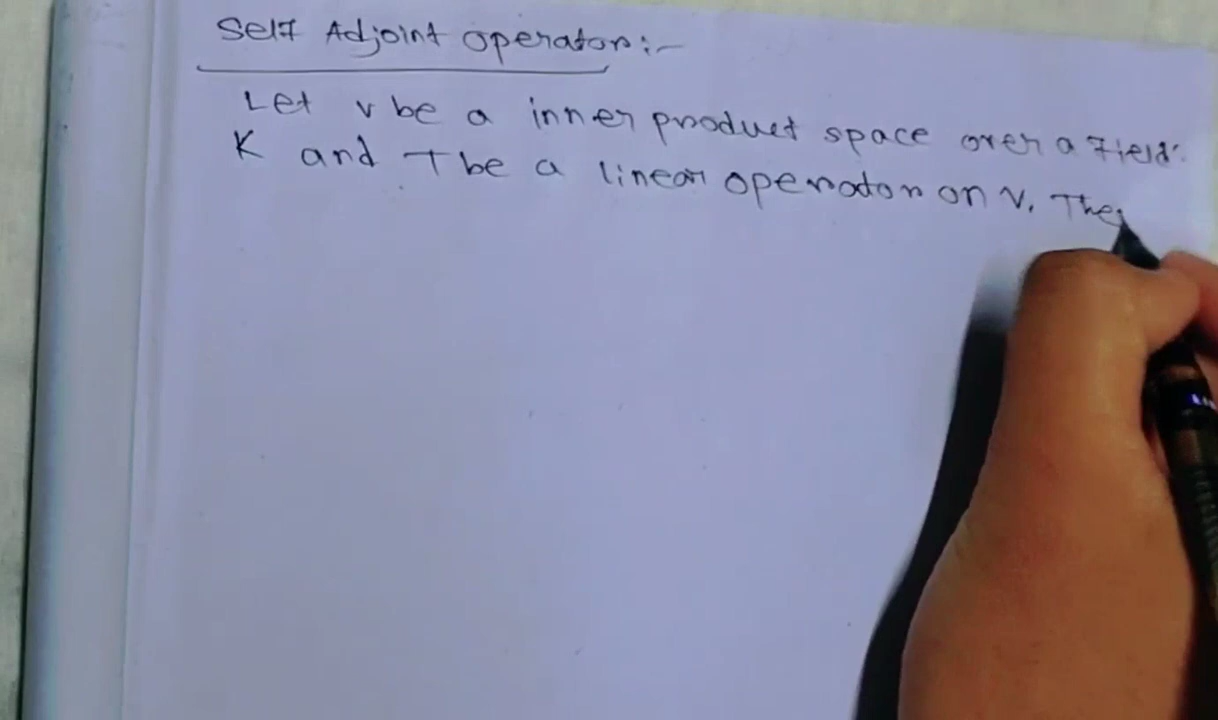 Self Adjoint operator:-
Let v be a inner product space over a Field
K and T be a linear operator on V. The